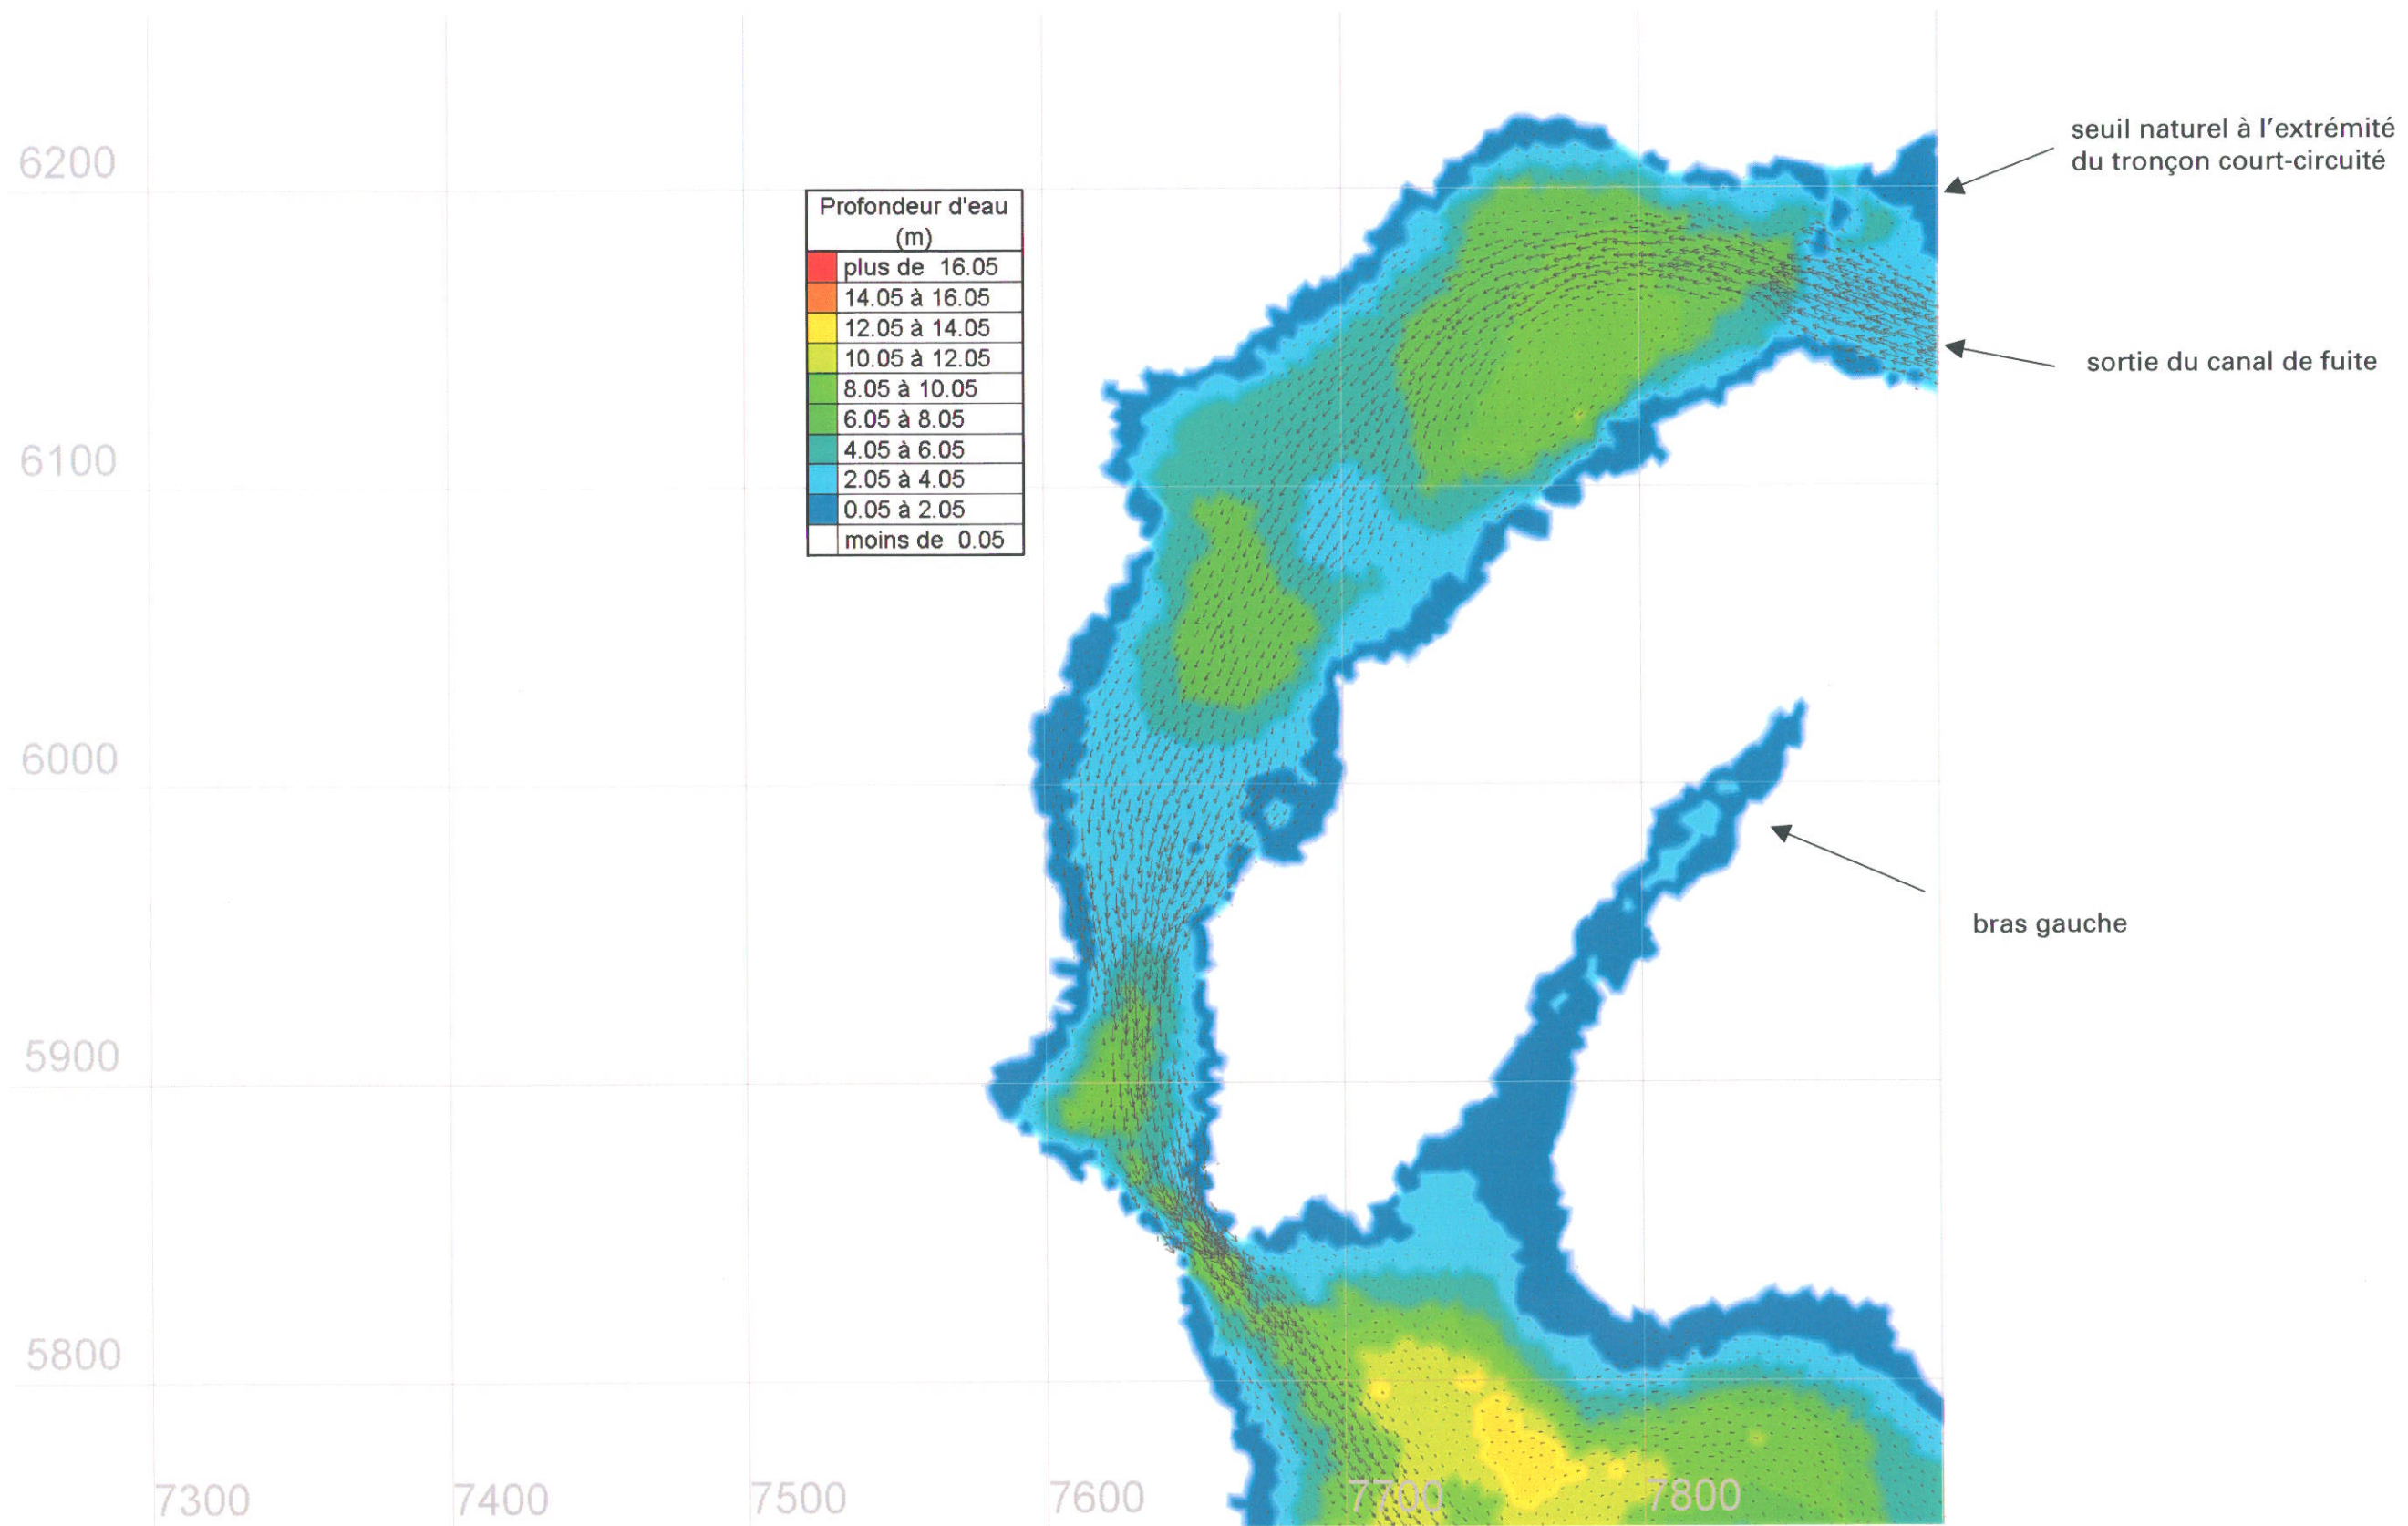 seuil naturel à l'extrémité
du tronçon court-circuité
6200
Profondeur d'eau
(m)
plus de 16.05
14.05 à 16.05
12.05 à 14.05
10.05 à 12.05
8.05 à 10.05
6.05 à 8.05
4.05 à 6.05
2.05 à 4.05
0.05 à 2.05
moins de 0.05
sortie du canal de fuite
6100
6000
bras gauche
5900
5800
7300
7400
7500
7600
7700
7800